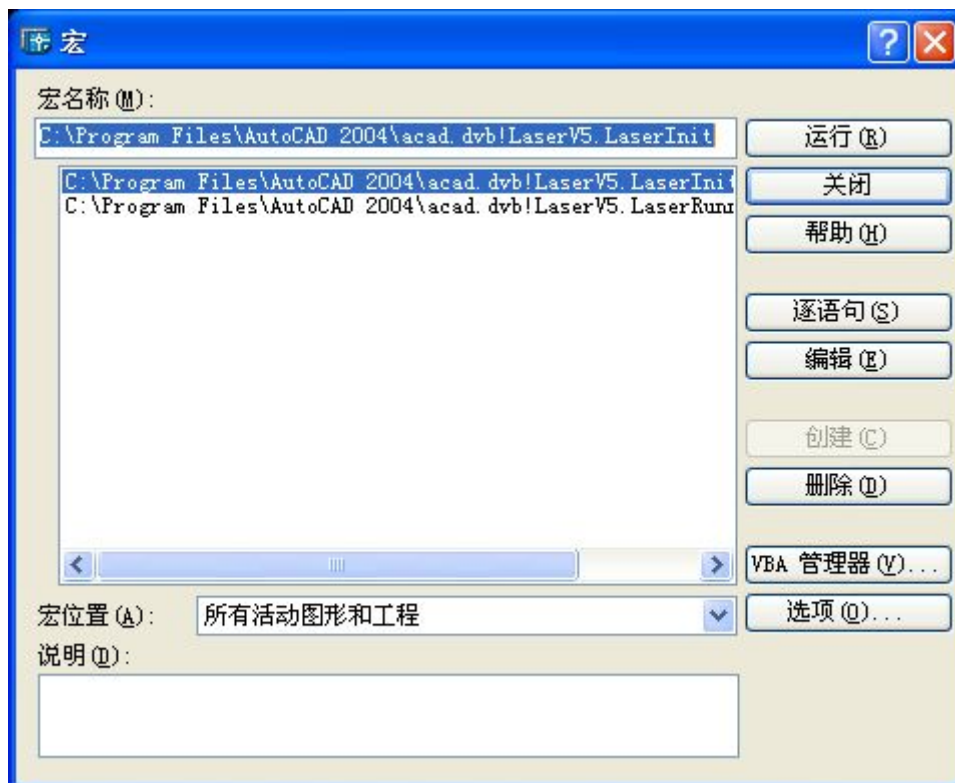 宏
宏名称(M):
C:\Program Files\AutoCAD 2004\acad.dvb!LaserV5.LaserInit
运行(R)
C:\Program Files\AutoCAD 2004\acad.dvb!LaserV5.LaserInit
关闭
C:\Program Files\AutoCAD 2004\acad.dvb!LaserV5.LaserRunn
帮助(H)
逐语句(S)
编辑(E)
创建(C)
删除(D)
VBA 管理器(V)...
宏位置(A):
所有活动图形和工程
选项(O)...
说明(D):